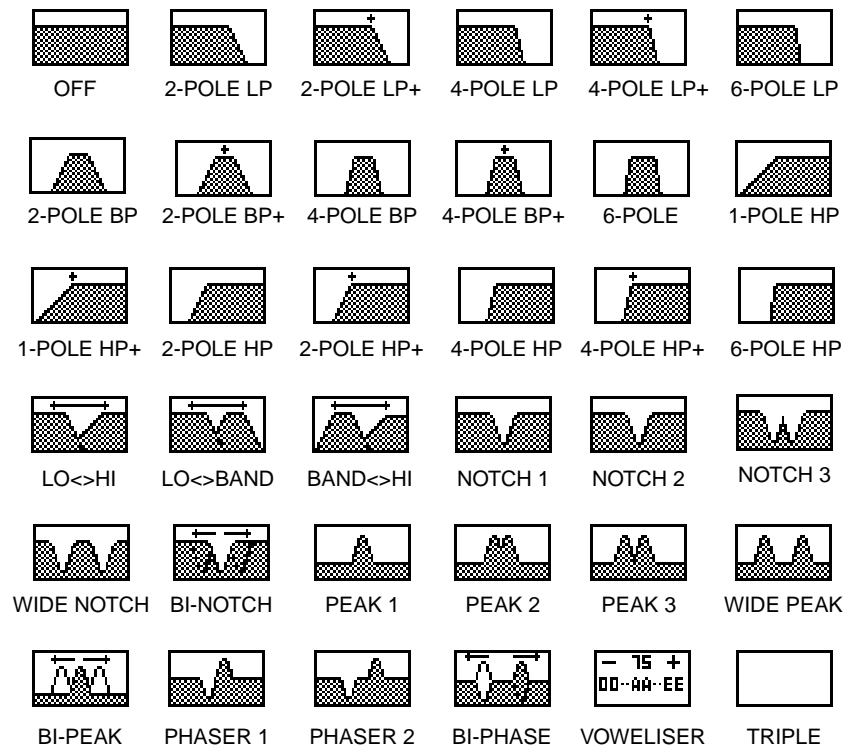 OFF 2-POLE LP 2-POLE LP+ 4-POLE LP 4-POLE LP+ 6-POLE LP
2-POLE BP 2-POLE BP+ 4-POLE BP 4-POLE BP+ 6-POLE 1-POLE HP
1-POLE HP+ 2-POLE HP 2-POLE HP+ 4-POLE HP 4-POLE HP+ 6-POLE HP
LO<>HI LO<>BAND BAND<>HI NOTCH 1 NOTCH 2 NOTCH 3
WIDE NOTCH BI-NOTCH PEAK 1 PEAK 2 PEAK 3 WIDE PEAK
- 75 +
OO--AA--EE
BI-PEAK PHASER 1 PHASER 2 BI-PHASE VOWELISER TRIPLE